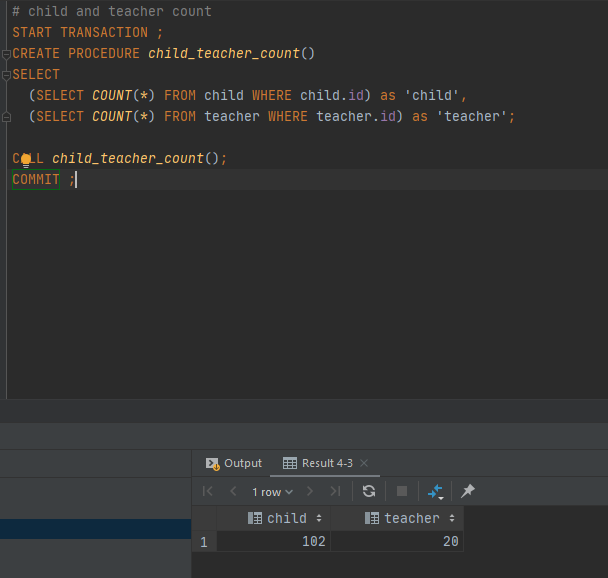 # child and teacher count
START TRANSACTION ;
CREATE PROCEDURE child_teacher_count()
SELECT
(SELECT COUNT(*) FROM child WHERE child.id) as 'child',
(SELECT COUNT(*) FROM teacher WHERE teacher.id) as 'teacher';
CALL child_teacher_count();
COMMIT ;
Output Result 4-3
1 row
child teacher
1 102 20